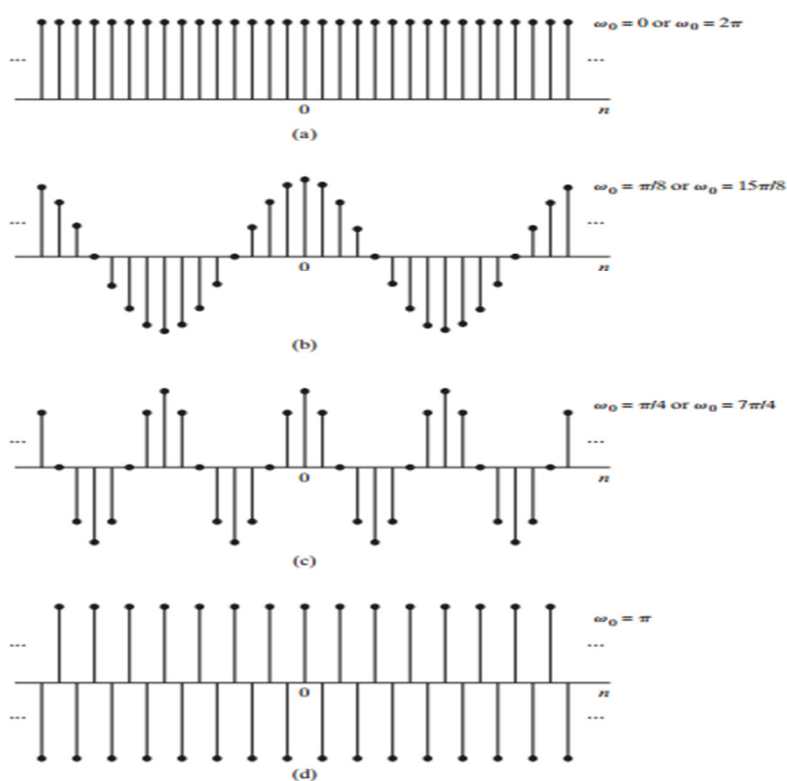 ω₀ = 0 or ω₀ = 2π
--- ---
0 n
(a)
ω₀ = π/8 or ω₀ = 15π/8
--- ---
0 n
(b)
ω₀ = π/4 or ω₀ = 7π/4
--- ---
0 n
(c)
ω₀ = π
--- ---
0 n
--- ---
(d)